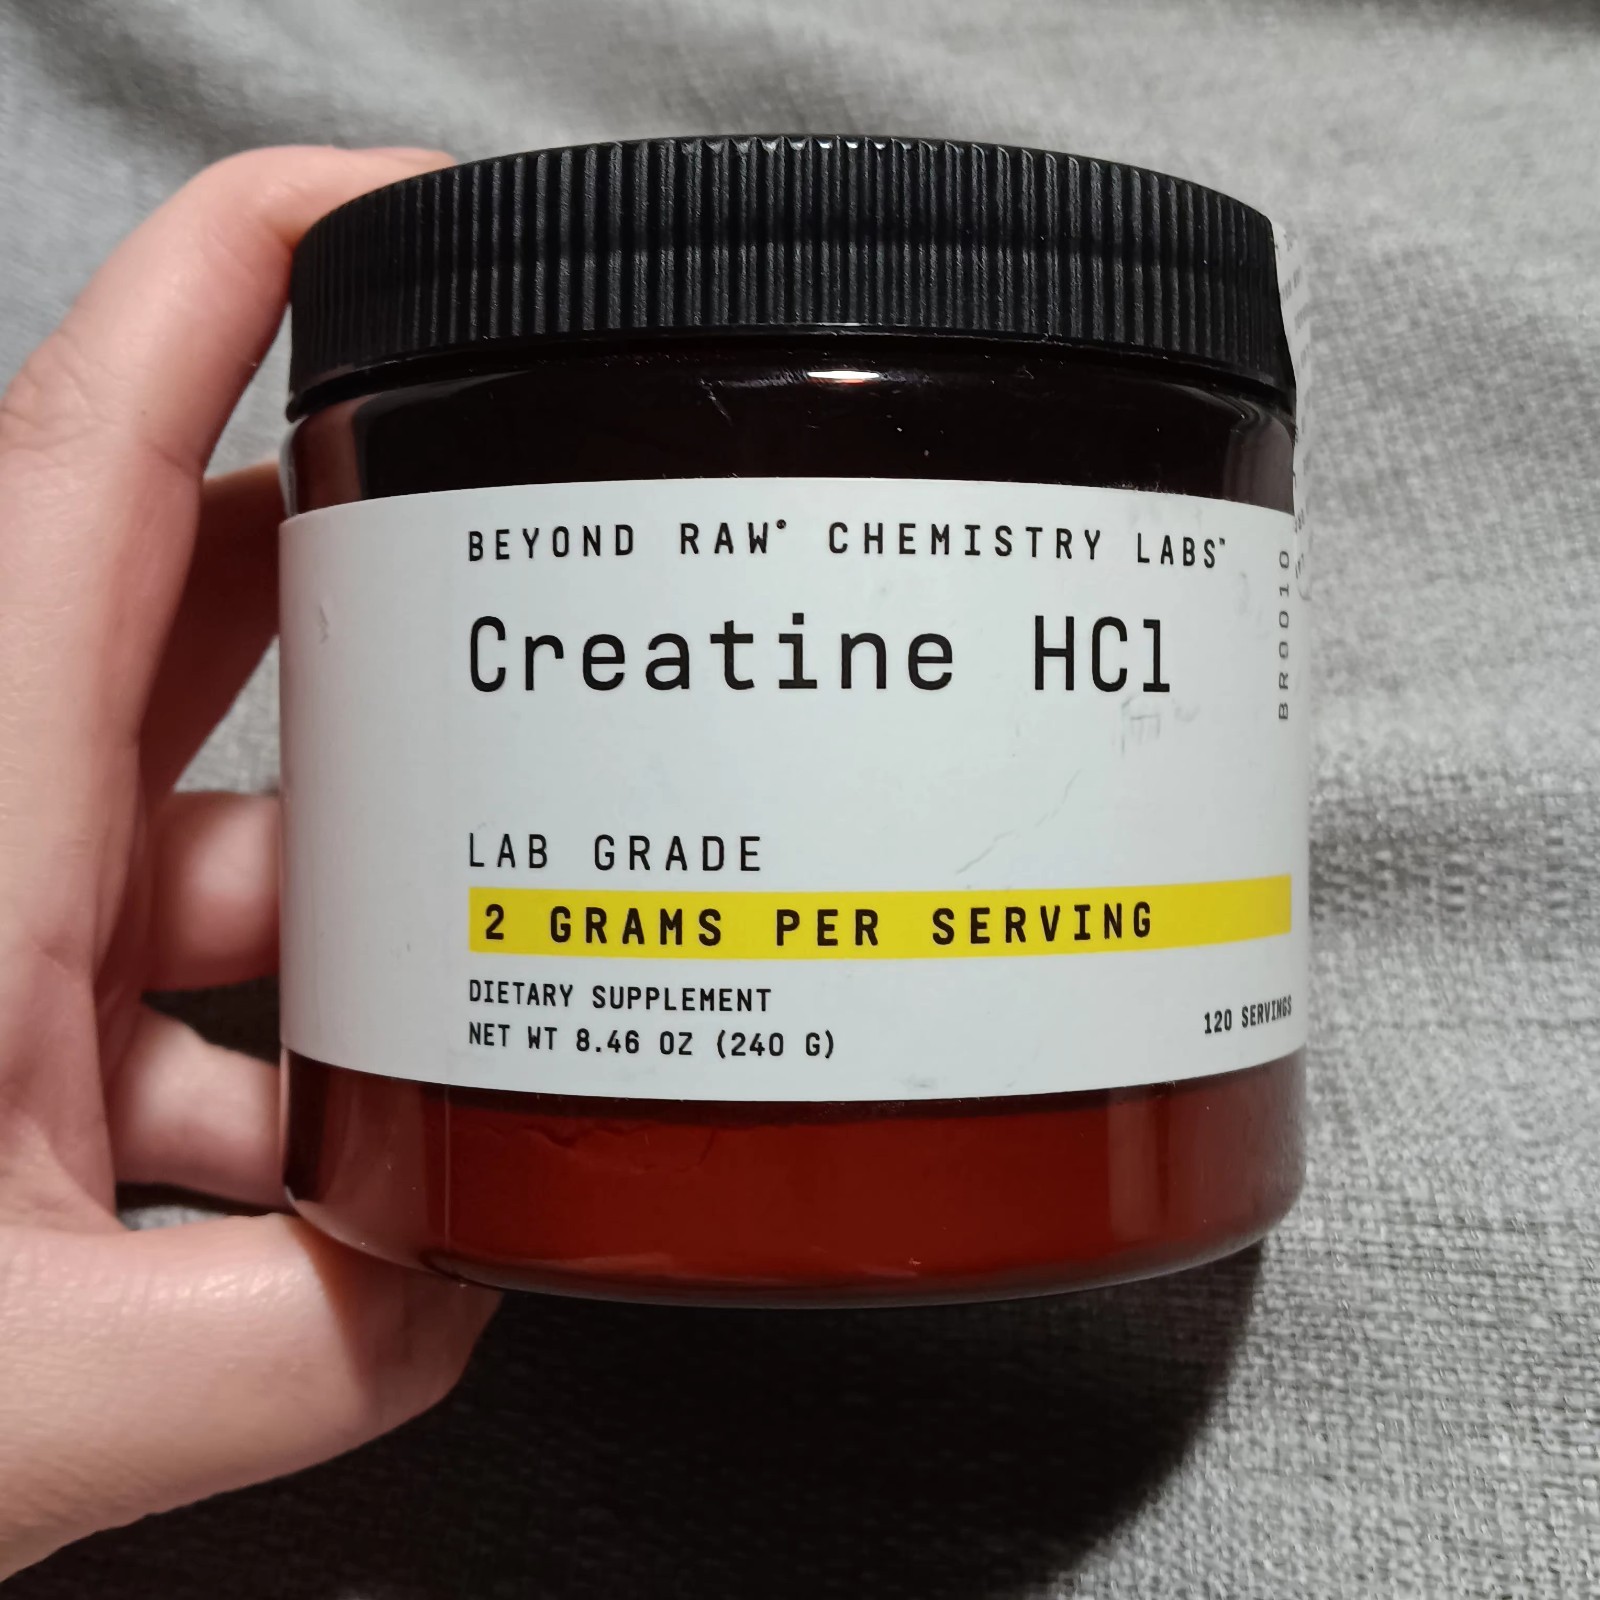 BEYOND RAW® CHEMISTRY LABS™
Creatine HCl
BR0010
LAB GRADE
2 GRAMS PER SERVING
DIETARY SUPPLEMENT
NET WT 8.46 OZ (240 G)
120 SERVINGS